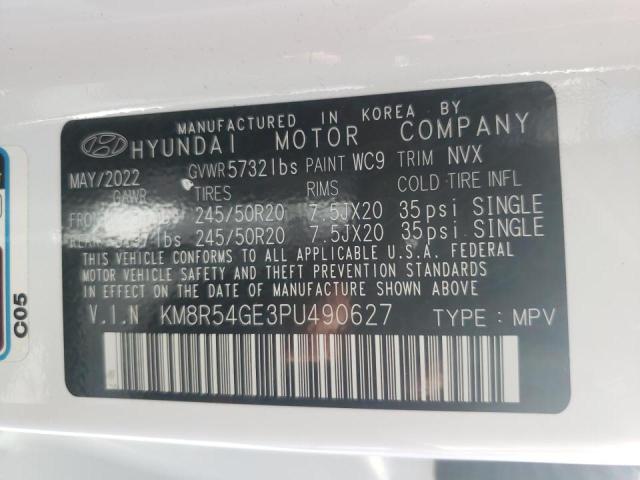 MANUFACTURED IN KOREA BY
HYUNDAI MOTOR COMPANY
MAY/2022 GVWR 5732lbs PAINT WC9 TRIM NVX
GAWR TIRES RIMS COLD TIRE INFL
245/50R20 7.5JX20 35psi SINGLE
lbs 245/50R20 7.5JX20 35psi SINGLE
THIS VEHICLE CONFORMS TO ALL APPLICABLE U.S.A. FEDERAL
MOTOR VEHICLE SAFETY AND THEFT PREVENTION STANDARDS
IN EFFECT ON THE DATE OF MANUFACTURE SHOWN ABOVE.
V.I.N KM8R54GE3PU490627 TYPE : MPV
C05